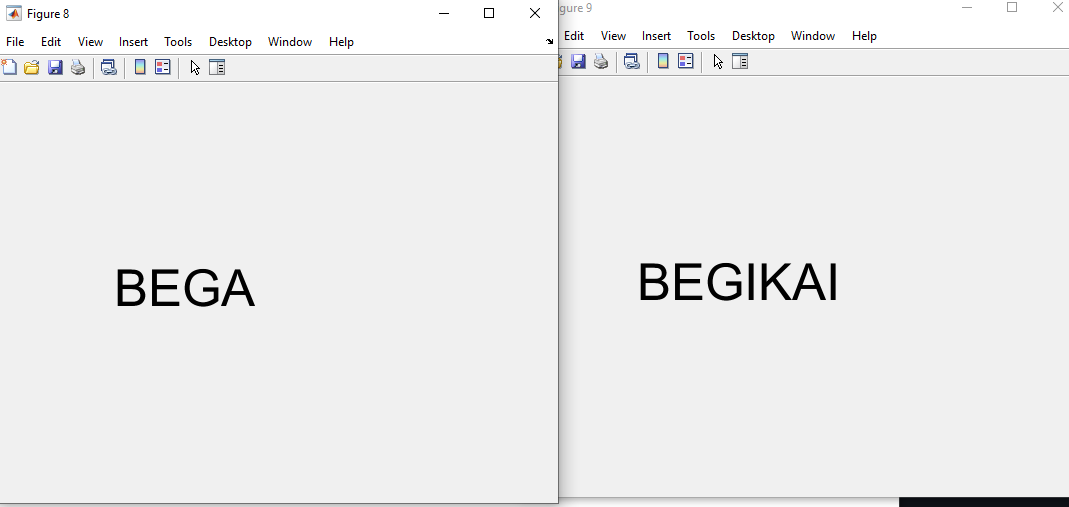 Figure 8
File Edit View Insert Tools Desktop Window Help
BEGA
gure 9
Edit View Insert Tools Desktop Window Help
BEGIKAI